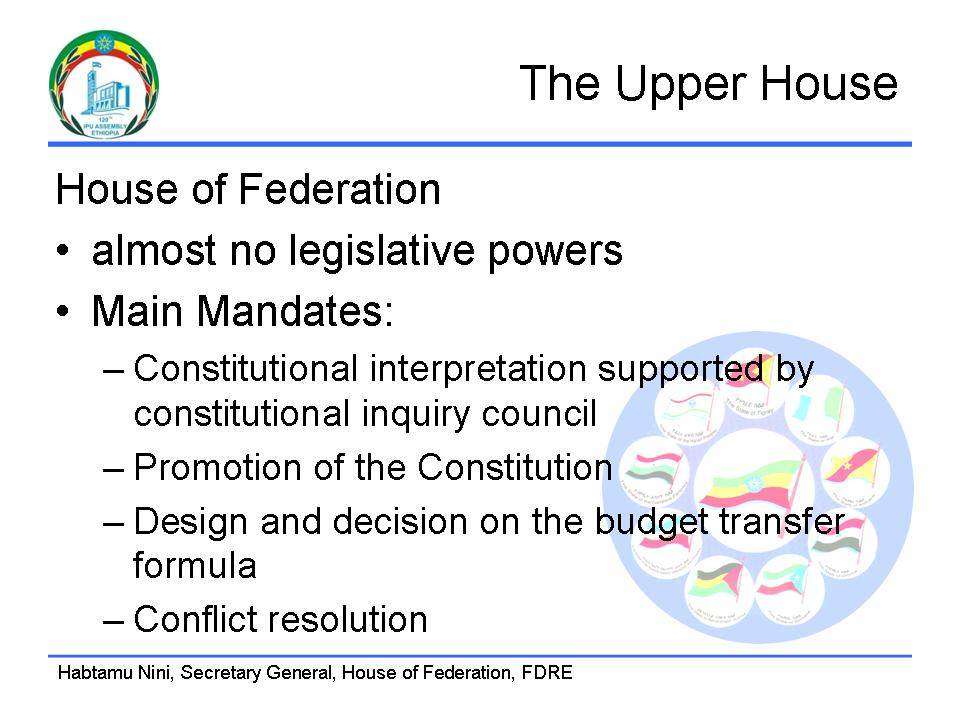 The Upper House
120TH
IPU ASSEMBLY
ETHIOPIA
House of Federation
• almost no legislative powers
• Main Mandates:
– Constitutional interpretation supported by
constitutional inquiry council
– Promotion of the Constitution
– Design and decision on the budget transfer
formula
– Conflict resolution
The State of Tigray
Habtamu Nini, Secretary General, House of Federation, FDRE